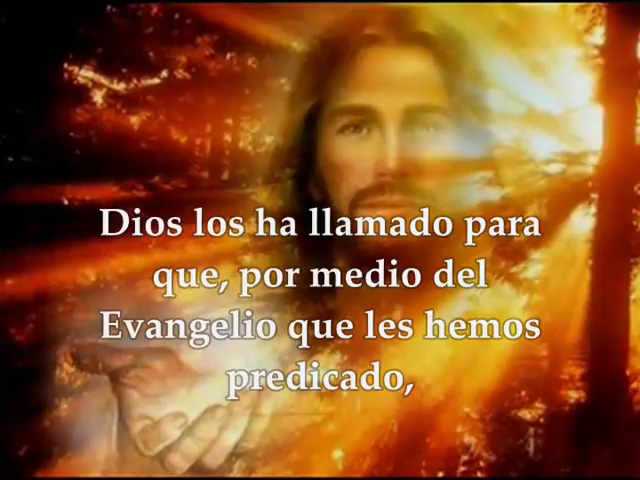 Dios los ha llamado para
que, por medio del
Evangelio que les hemos
predicado,